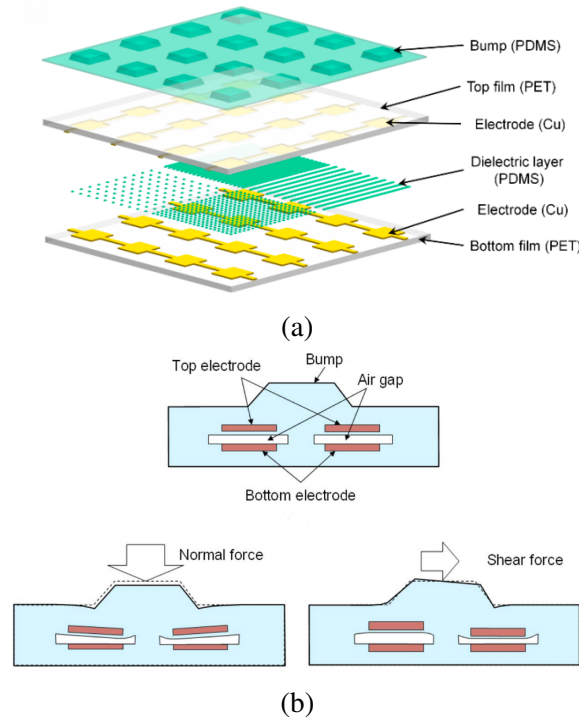 Bump (PDMS)
Top film (PET)
Electrode (Cu)
Dielectric layer
(PDMS)
Electrode (Cu)
Bottom film (PET)
(a)
Bump
Top electrode
Air gap
Bottom electrode
Normal force
Shear force
(b)